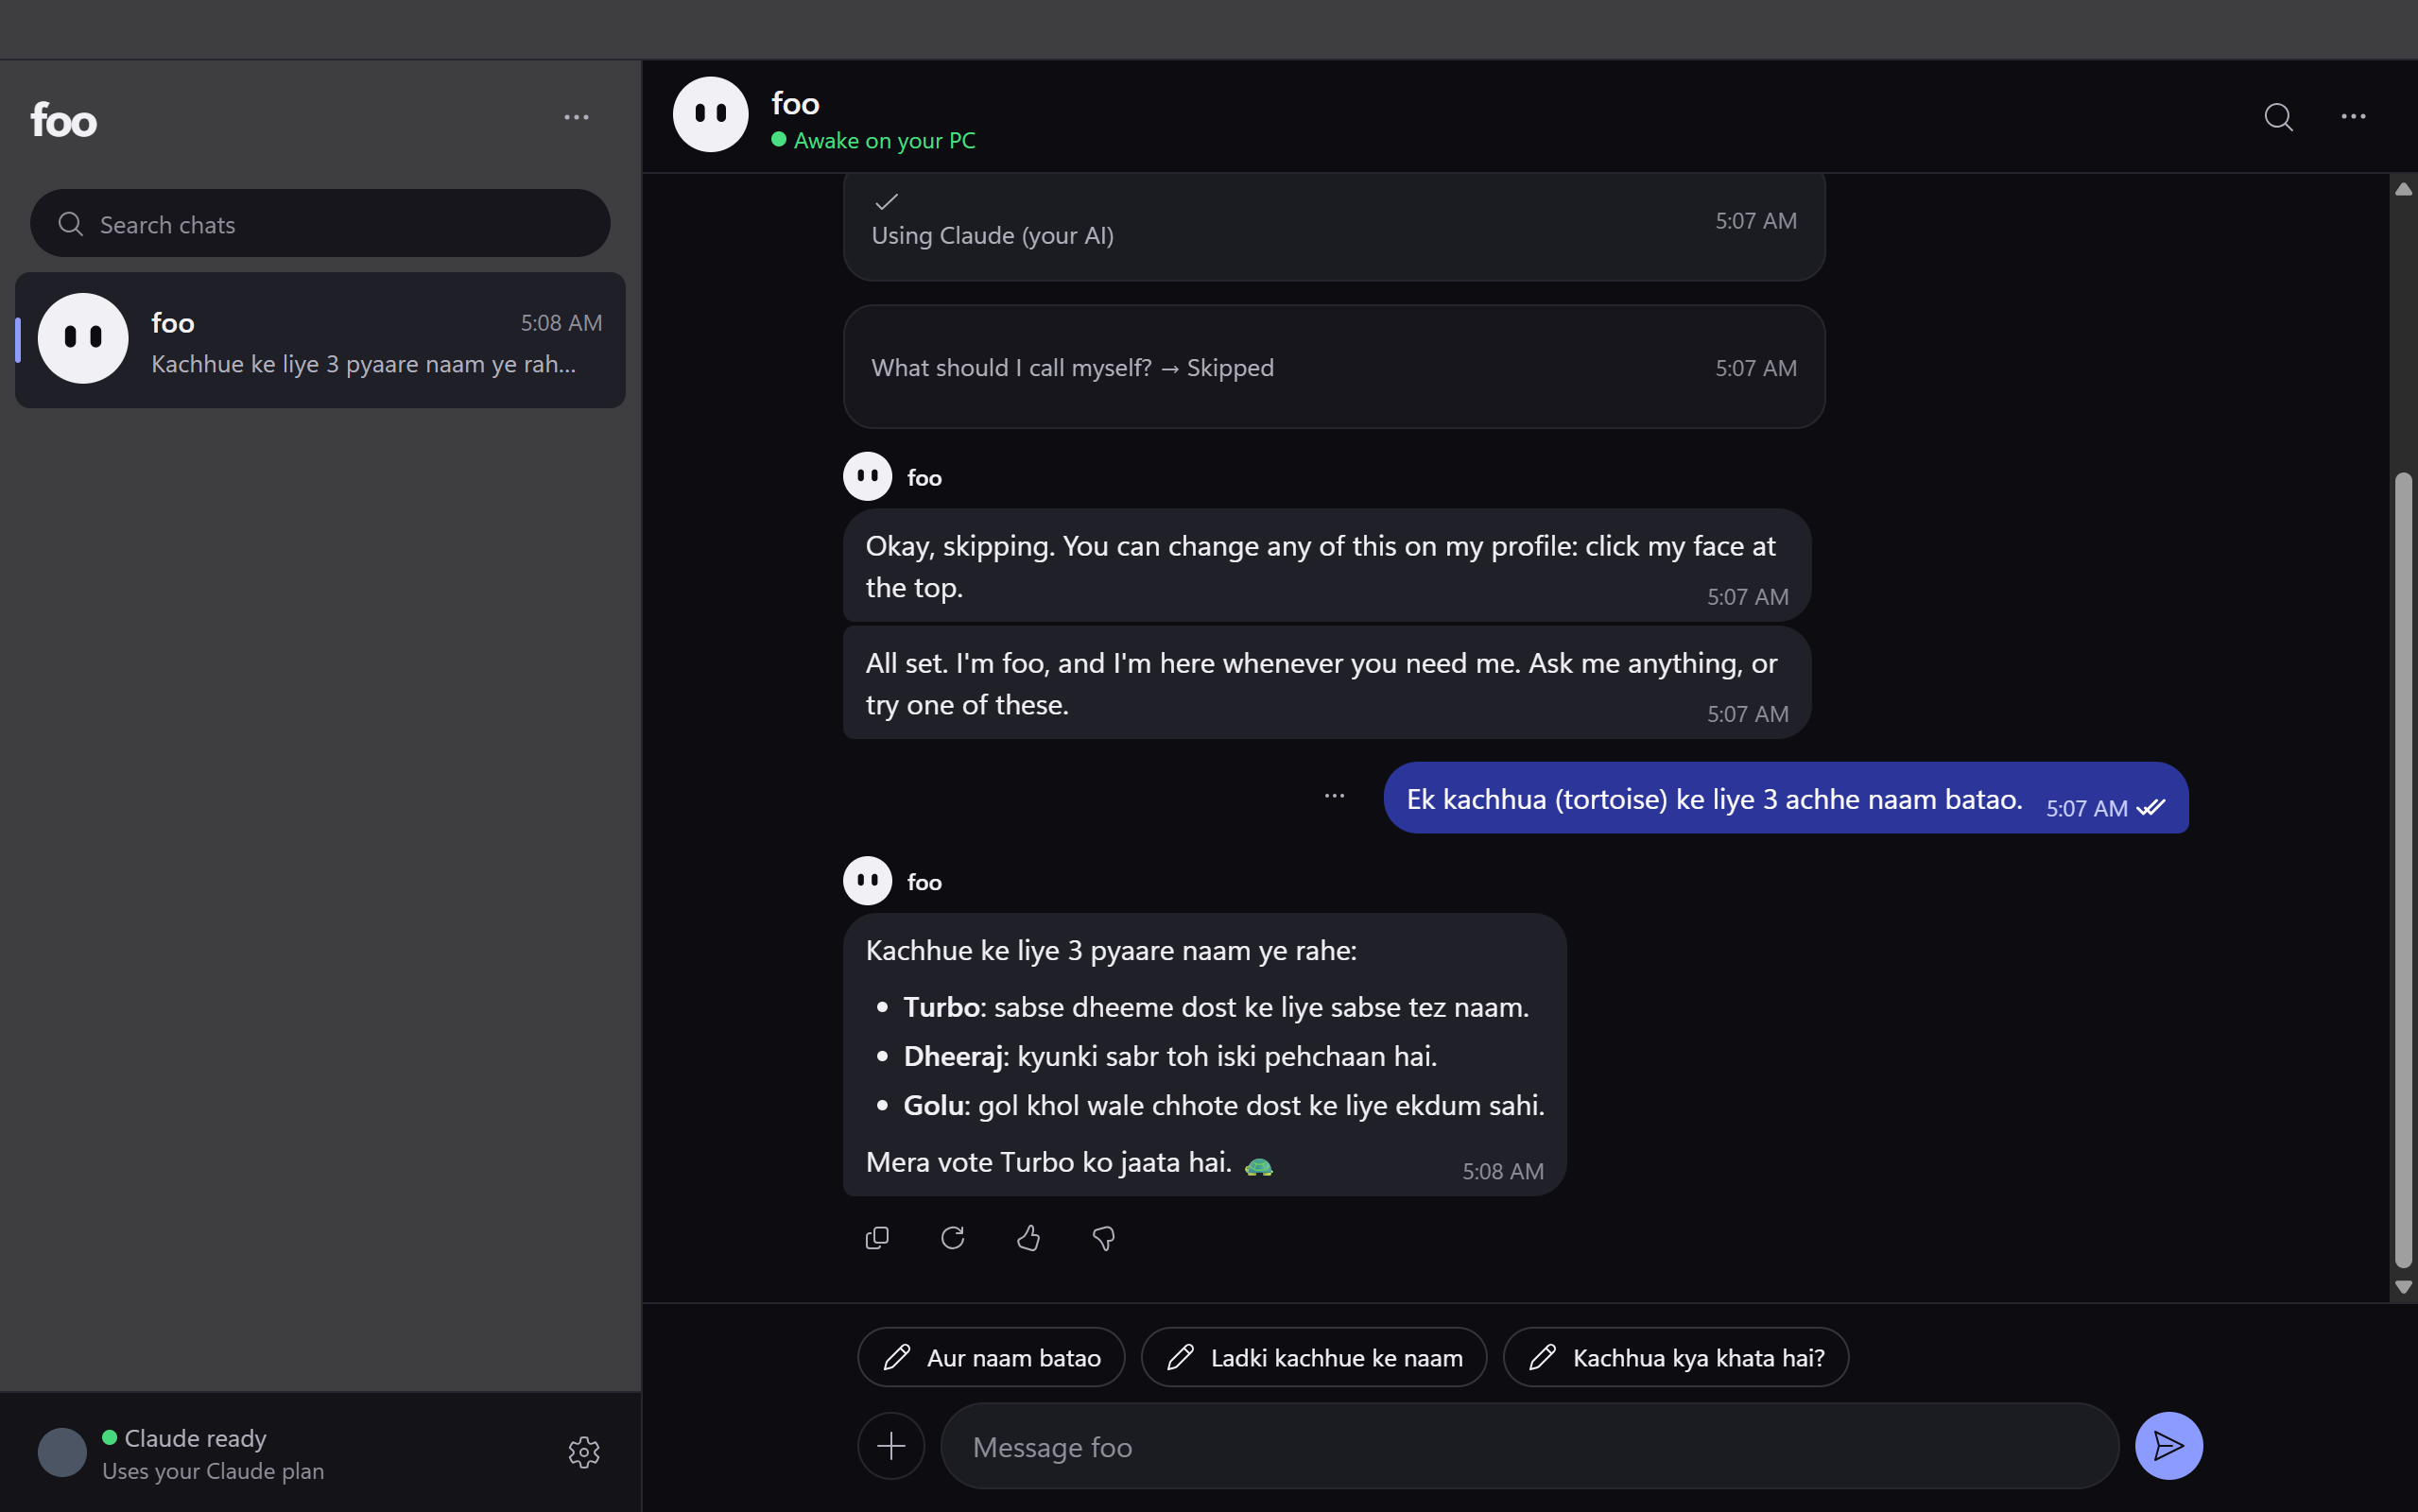 foo
Search chats
foo
5:08 AM
Kachhue ke liye 3 pyaare naam ye rah...
Claude ready
Uses your Claude plan
foo
Awake on your PC
Using Claude (your AI)
5:07 AM
What should I call myself? → Skipped
5:07 AM
foo
Okay, skipping. You can change any of this on my profile: click my face at
the top.
5:07 AM
All set. I'm foo, and I'm here whenever you need me. Ask me anything, or
try one of these.
5:07 AM
Ek kachhua (tortoise) ke liye 3 achhe naam batao.
5:07 AM
foo
Kachhue ke liye 3 pyaare naam ye rahe:
• Turbo: sabse dheeme dost ke liye sabse tez naam.
• Dheeraj: kyunki sabr toh iski pehchaan hai.
• Golu: gol khol wale chhote dost ke liye ekdum sahi.
Mera vote Turbo ko jaata hai. 🐢
5:08 AM
Aur naam batao
Ladki kachhue ke naam
Kachhua kya khata hai?
Message foo